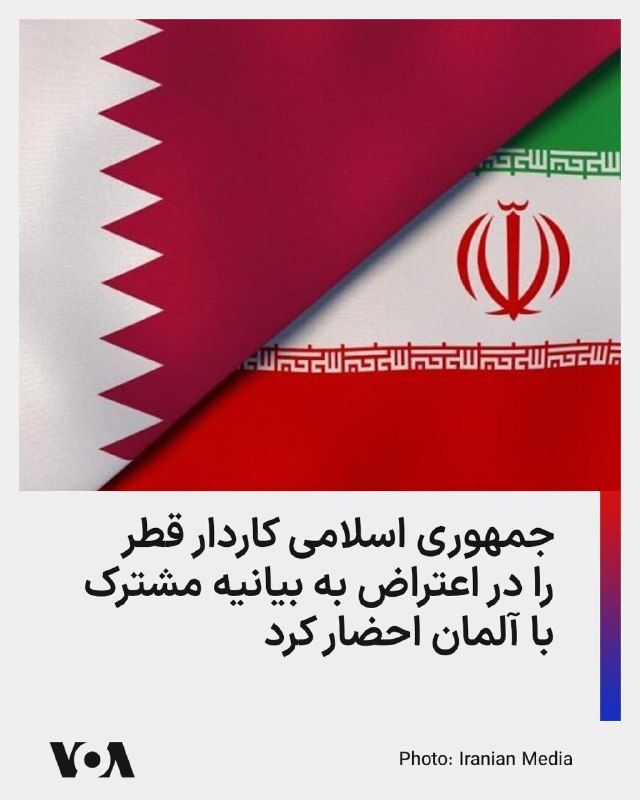 جمهوری اسلامی کاردار قطر
را در اعتراض به بیانیه مشترک
با آلمان احضار کرد
VOA
Photo: Iranian Media